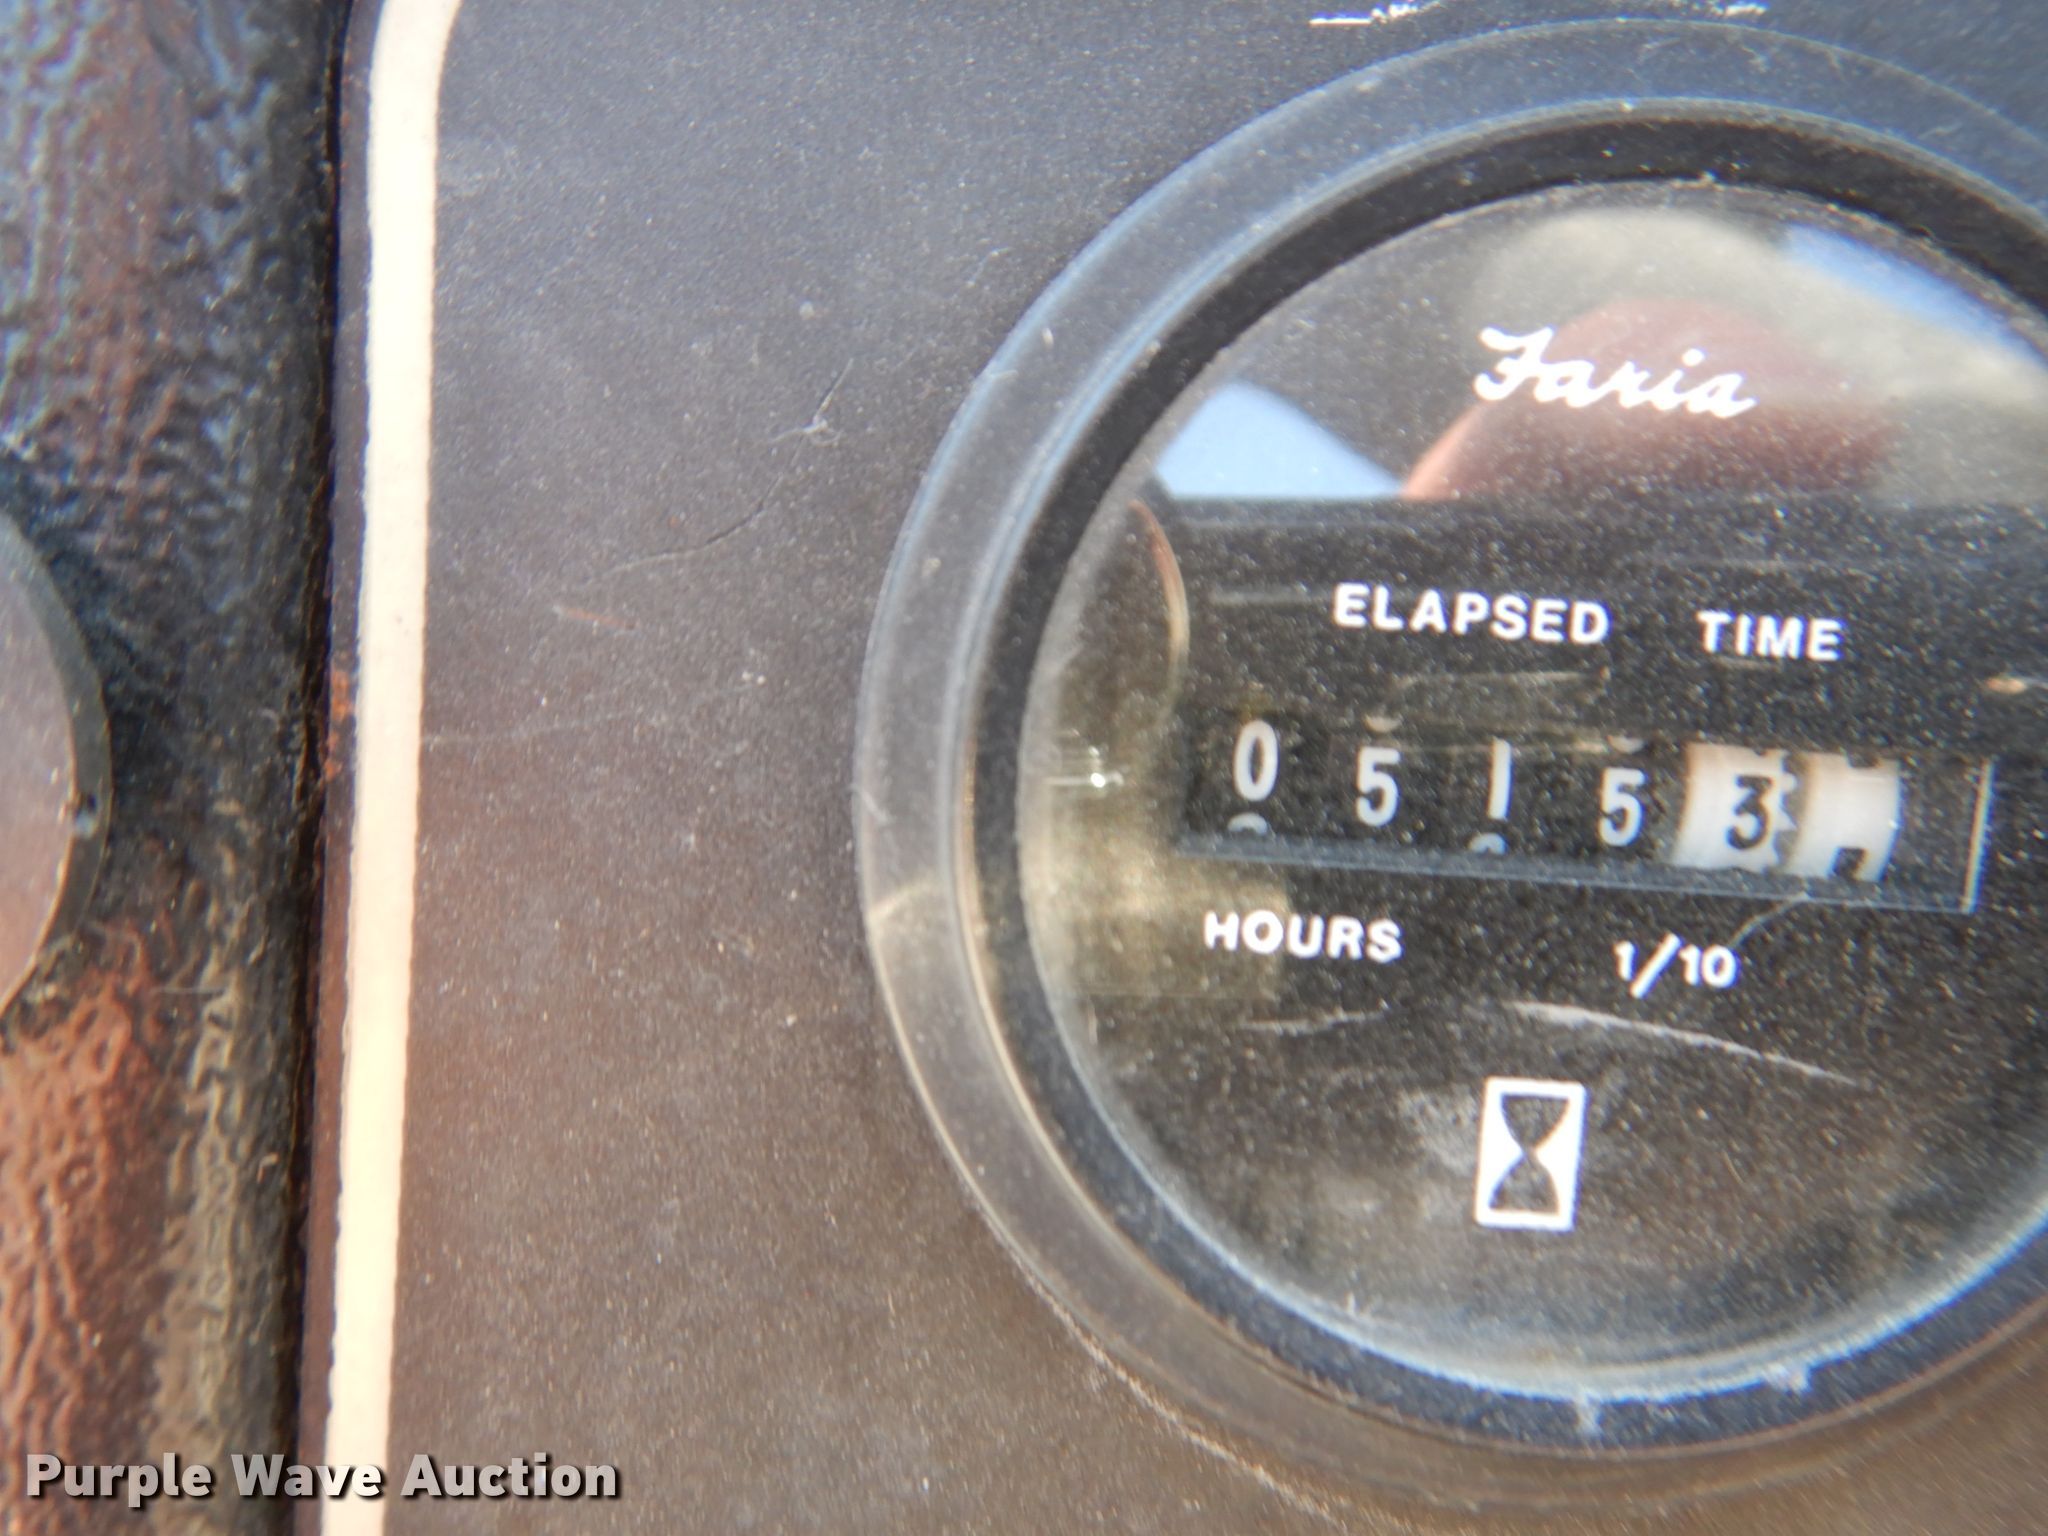 Faria
ELAPSED TIME
0 5 1 5 3
HOURS 1/10
Purple Wave Auction